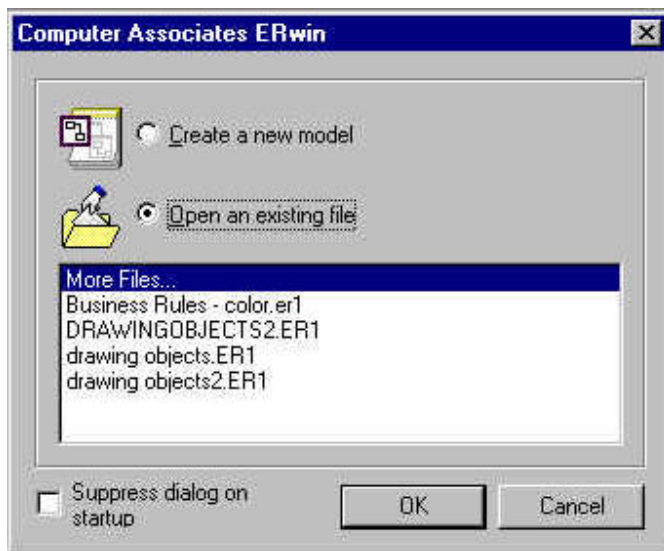 Computer Associates ERwin
Create a new model
Open an existing file
More Files...
Business Rules - color.er1
DRAWINGOBJECTS2.ER1
drawing objects.ER1
drawing objects2.ER1
Suppress dialog on
startup
OK
Cancel